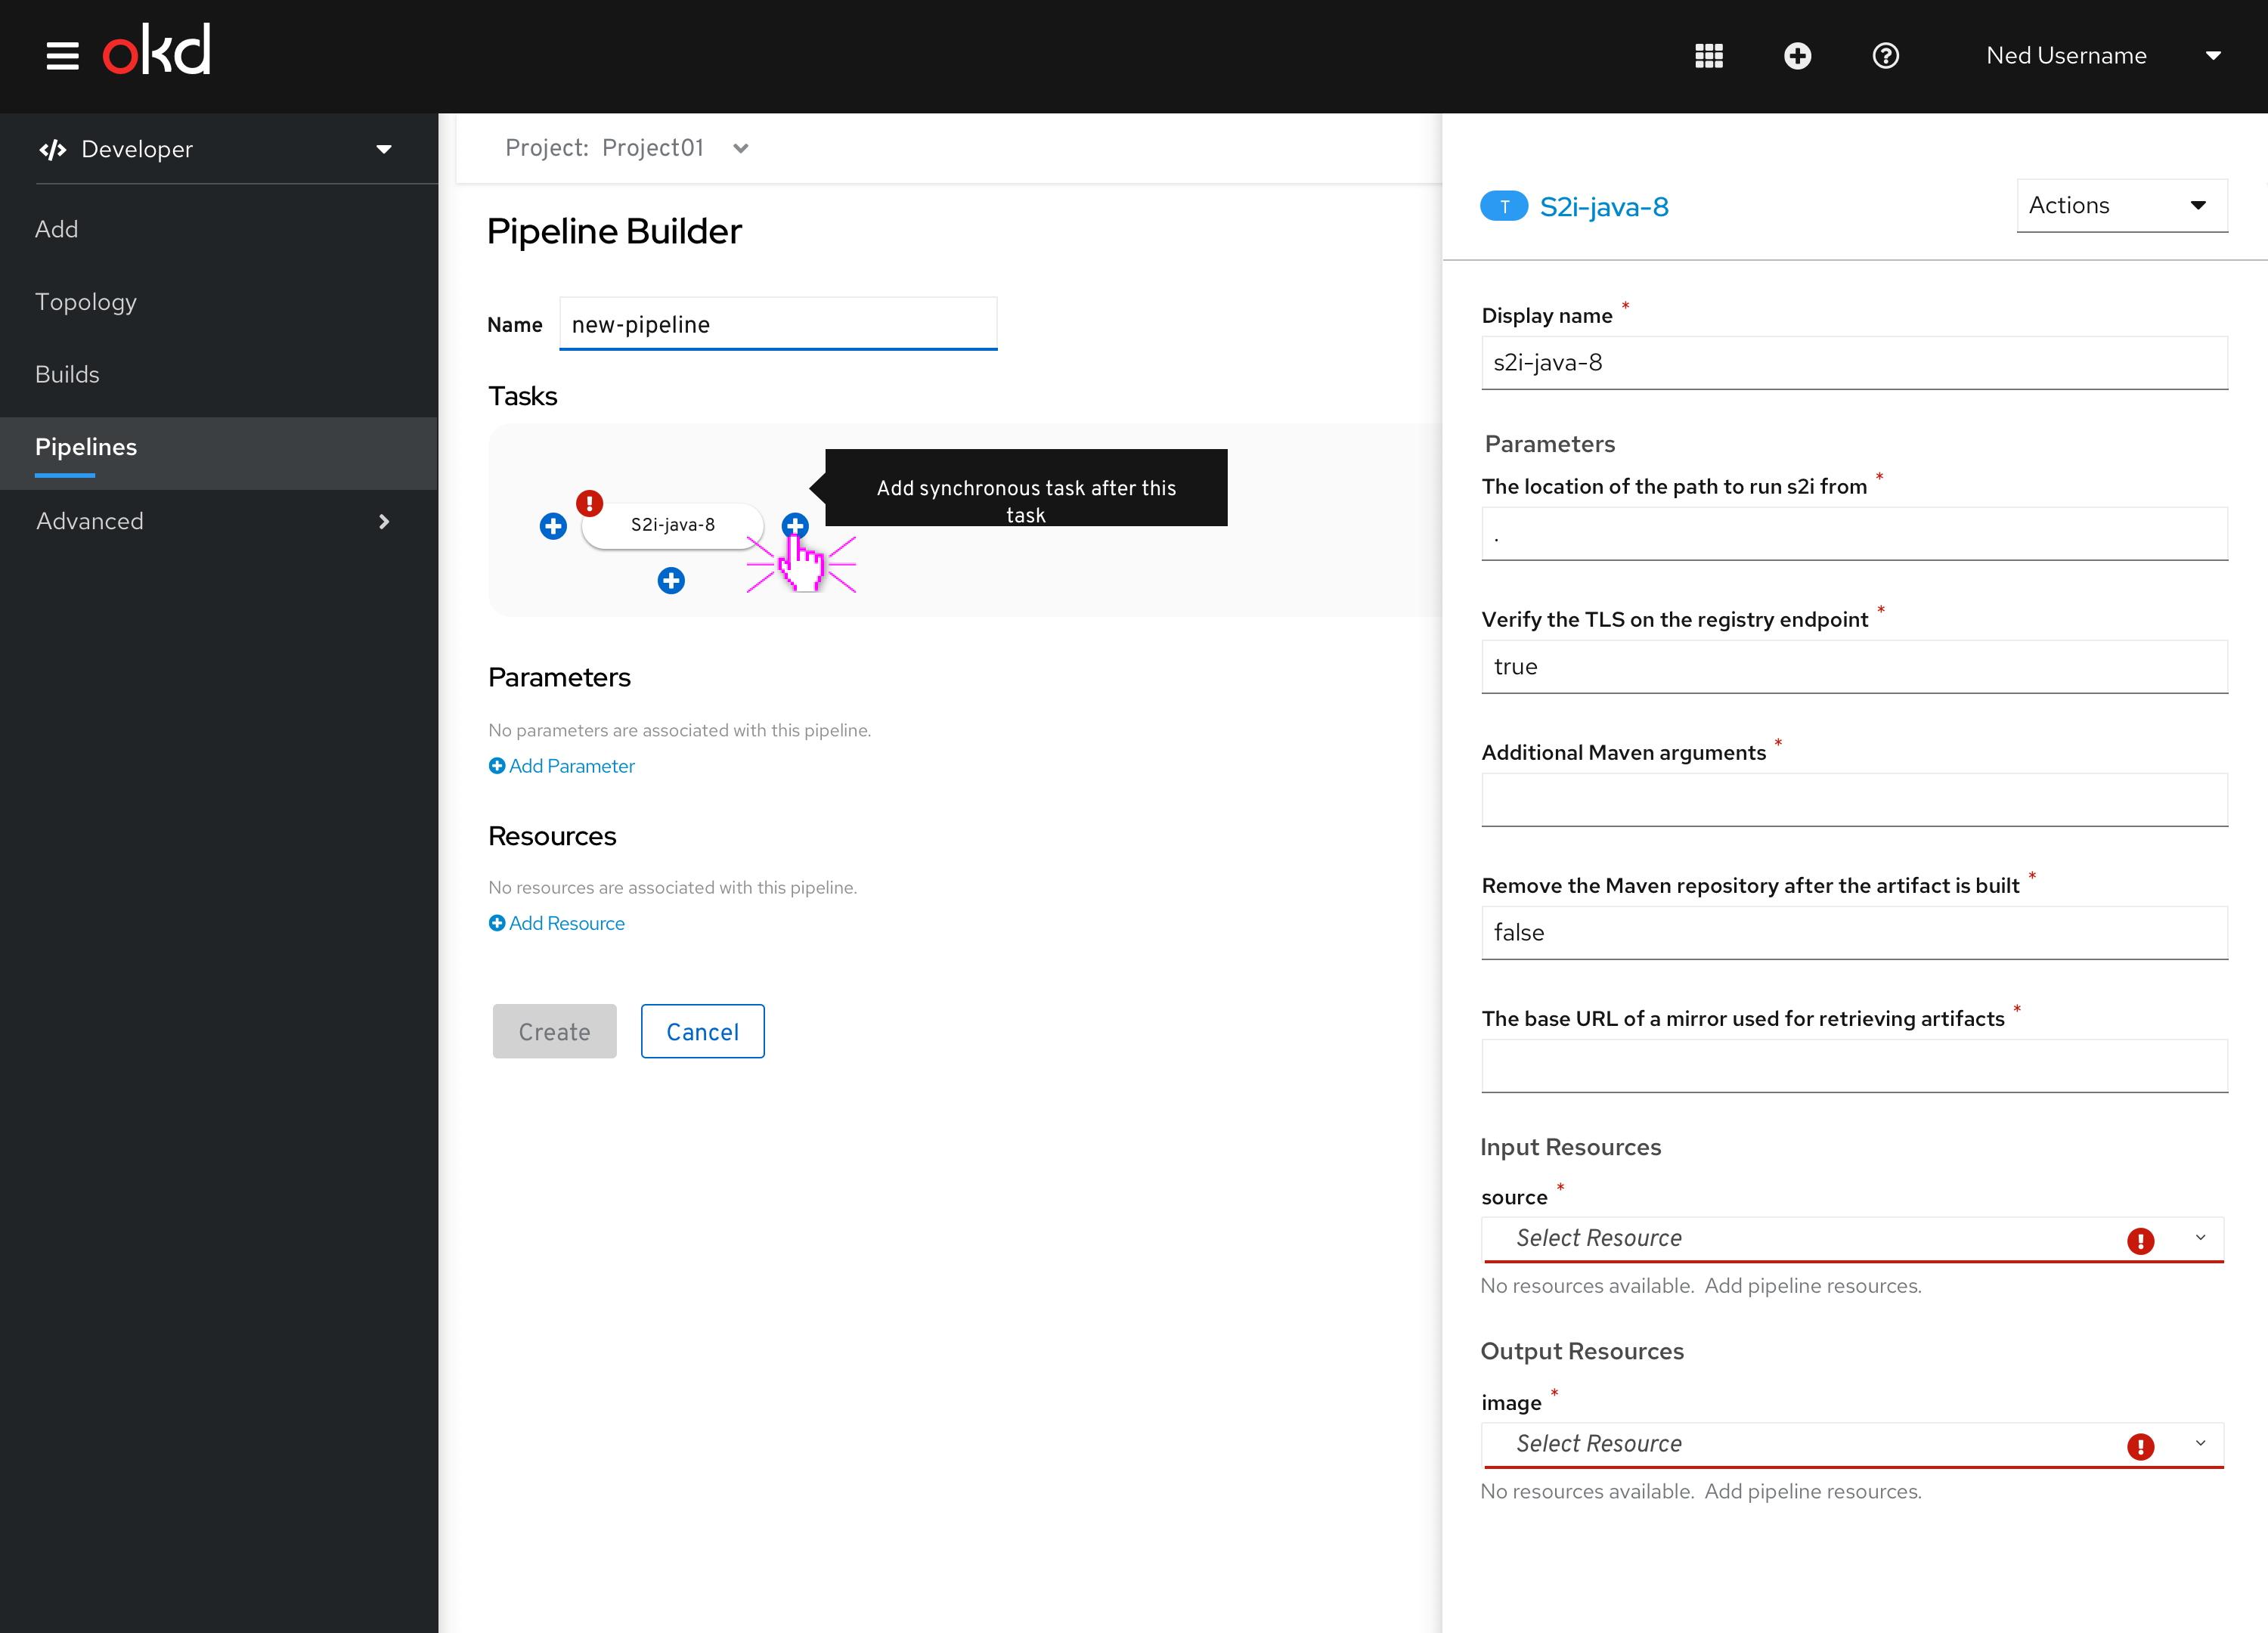 okd
Ned Username
Developer
Add
Topology
Builds
Pipelines
Advanced
Project: Project01
Pipeline Builder
Name
new-pipeline
Tasks
S2i-java-8
Add synchronous task after this
task
Parameters
No parameters are associated with this pipeline.
Add Parameter
Resources
No resources are associated with this pipeline.
Add Resource
Create
Cancel
T S2i-java-8
Actions
Display name *
s2i-java-8
Parameters
The location of the path to run s2i from *
.
Verify the TLS on the registry endpoint *
true
Additional Maven arguments *
Remove the Maven repository after the artifact is built *
false
The base URL of a mirror used for retrieving artifacts *
Input Resources
source *
Select Resource
No resources available. Add pipeline resources.
Output Resources
image *
Select Resource
No resources available. Add pipeline resources.